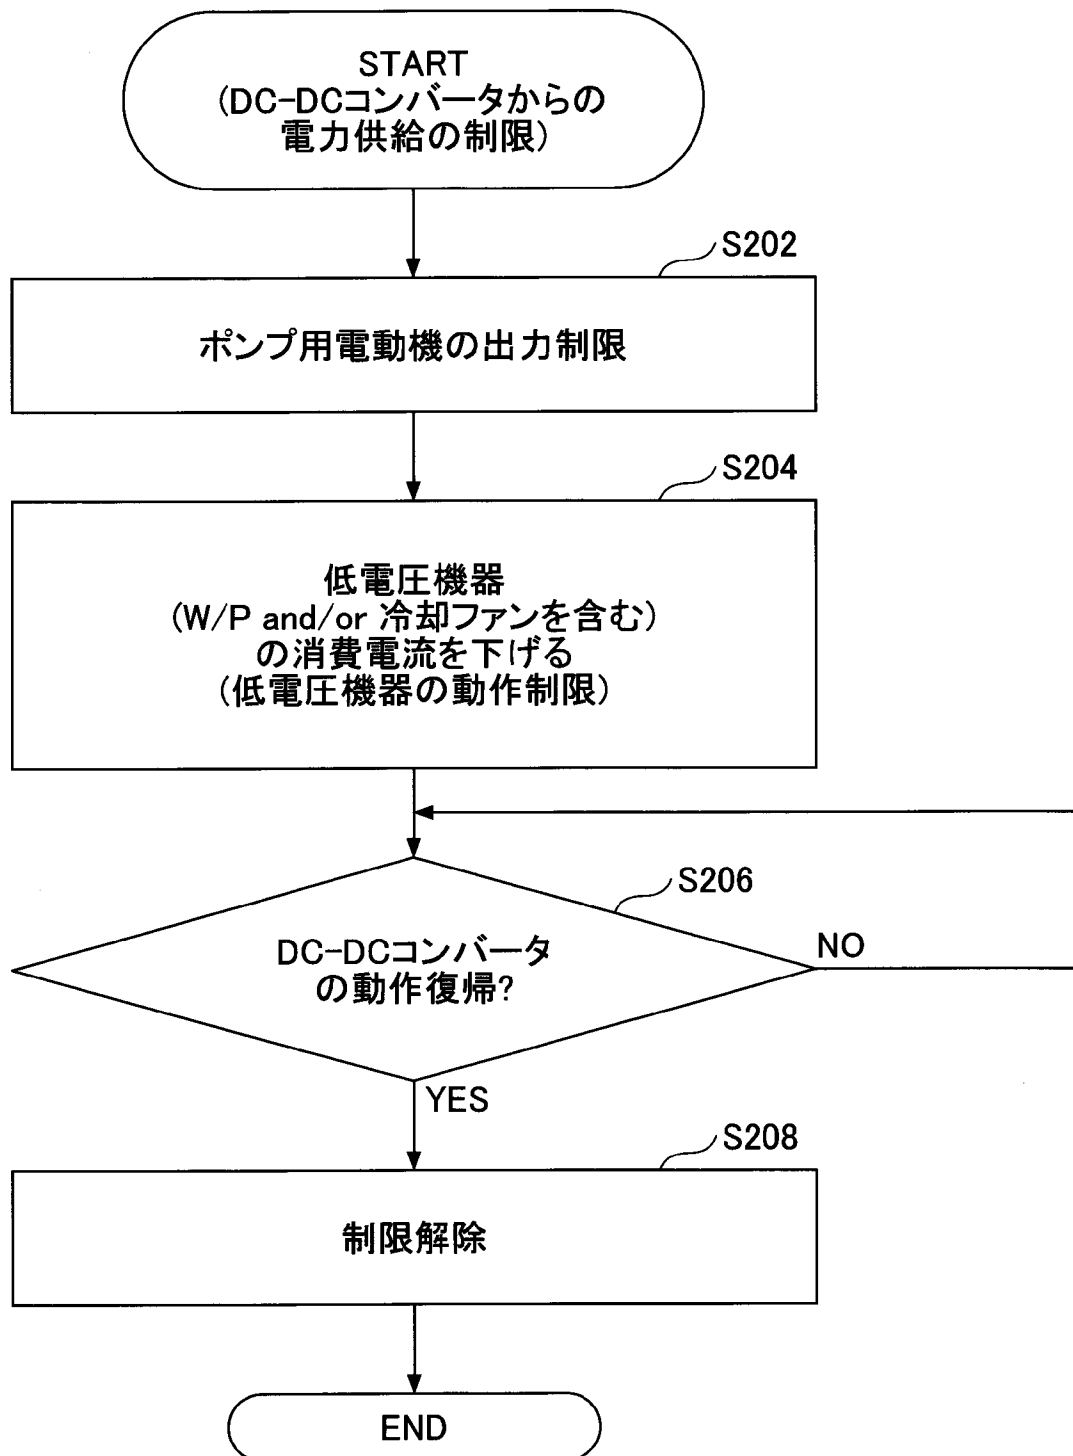 START
(DC-DCコンバータからの
電力供給の制限)
S202
ポンプ用電動機の出力制限
S204
低電圧機器
(W/P and/or 冷却ファンを含む)
の消費電流を下げる
(低電圧機器の動作制限)
S206
DC-DCコンバータ
の動作復帰?
NO
YES
S208
制限解除
END